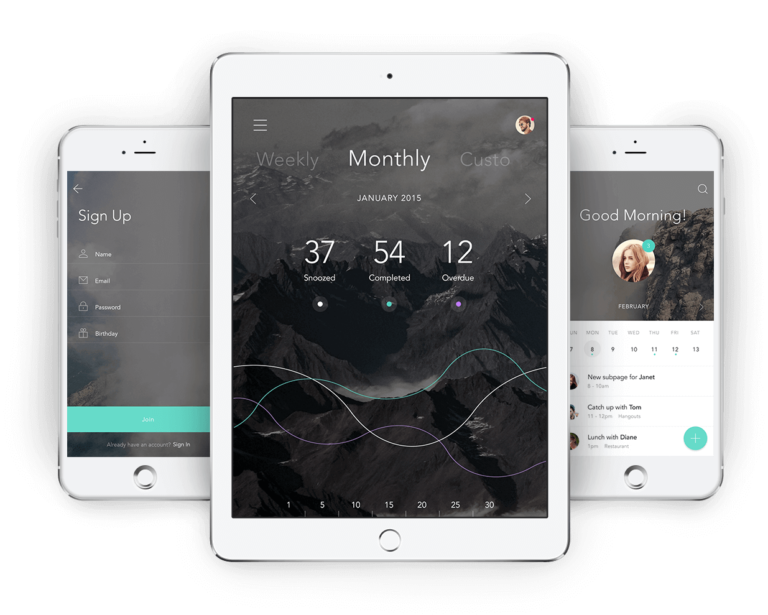 Sign Up
Name
Email
Password
Birthday
Join
Already have an account? Sign In
Weekly Monthly Custo
JANUARY 2015
37 54 12
Snoozed Completed Overdue
1 5 10 15 20 25 30
Good Morning!
FEBRUARY
UN MON TUE WED THU FRI SAT
7 8 9 10 11 12 13
New subpage for Janet
8 - 10am
Catch up with Tom
11 - 12pm Hangouts
Lunch with Diane
1pm Restaurant